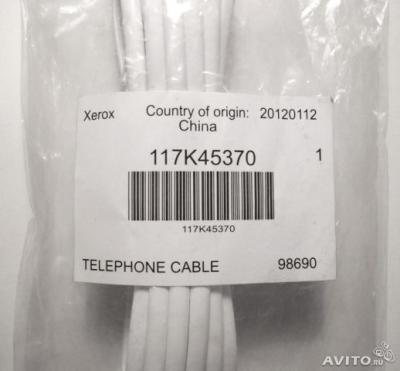 Xerox Country of origin: 20120112
China
117K45370 1
117K45370
TELEPHONE CABLE 98690
AVITO.ru